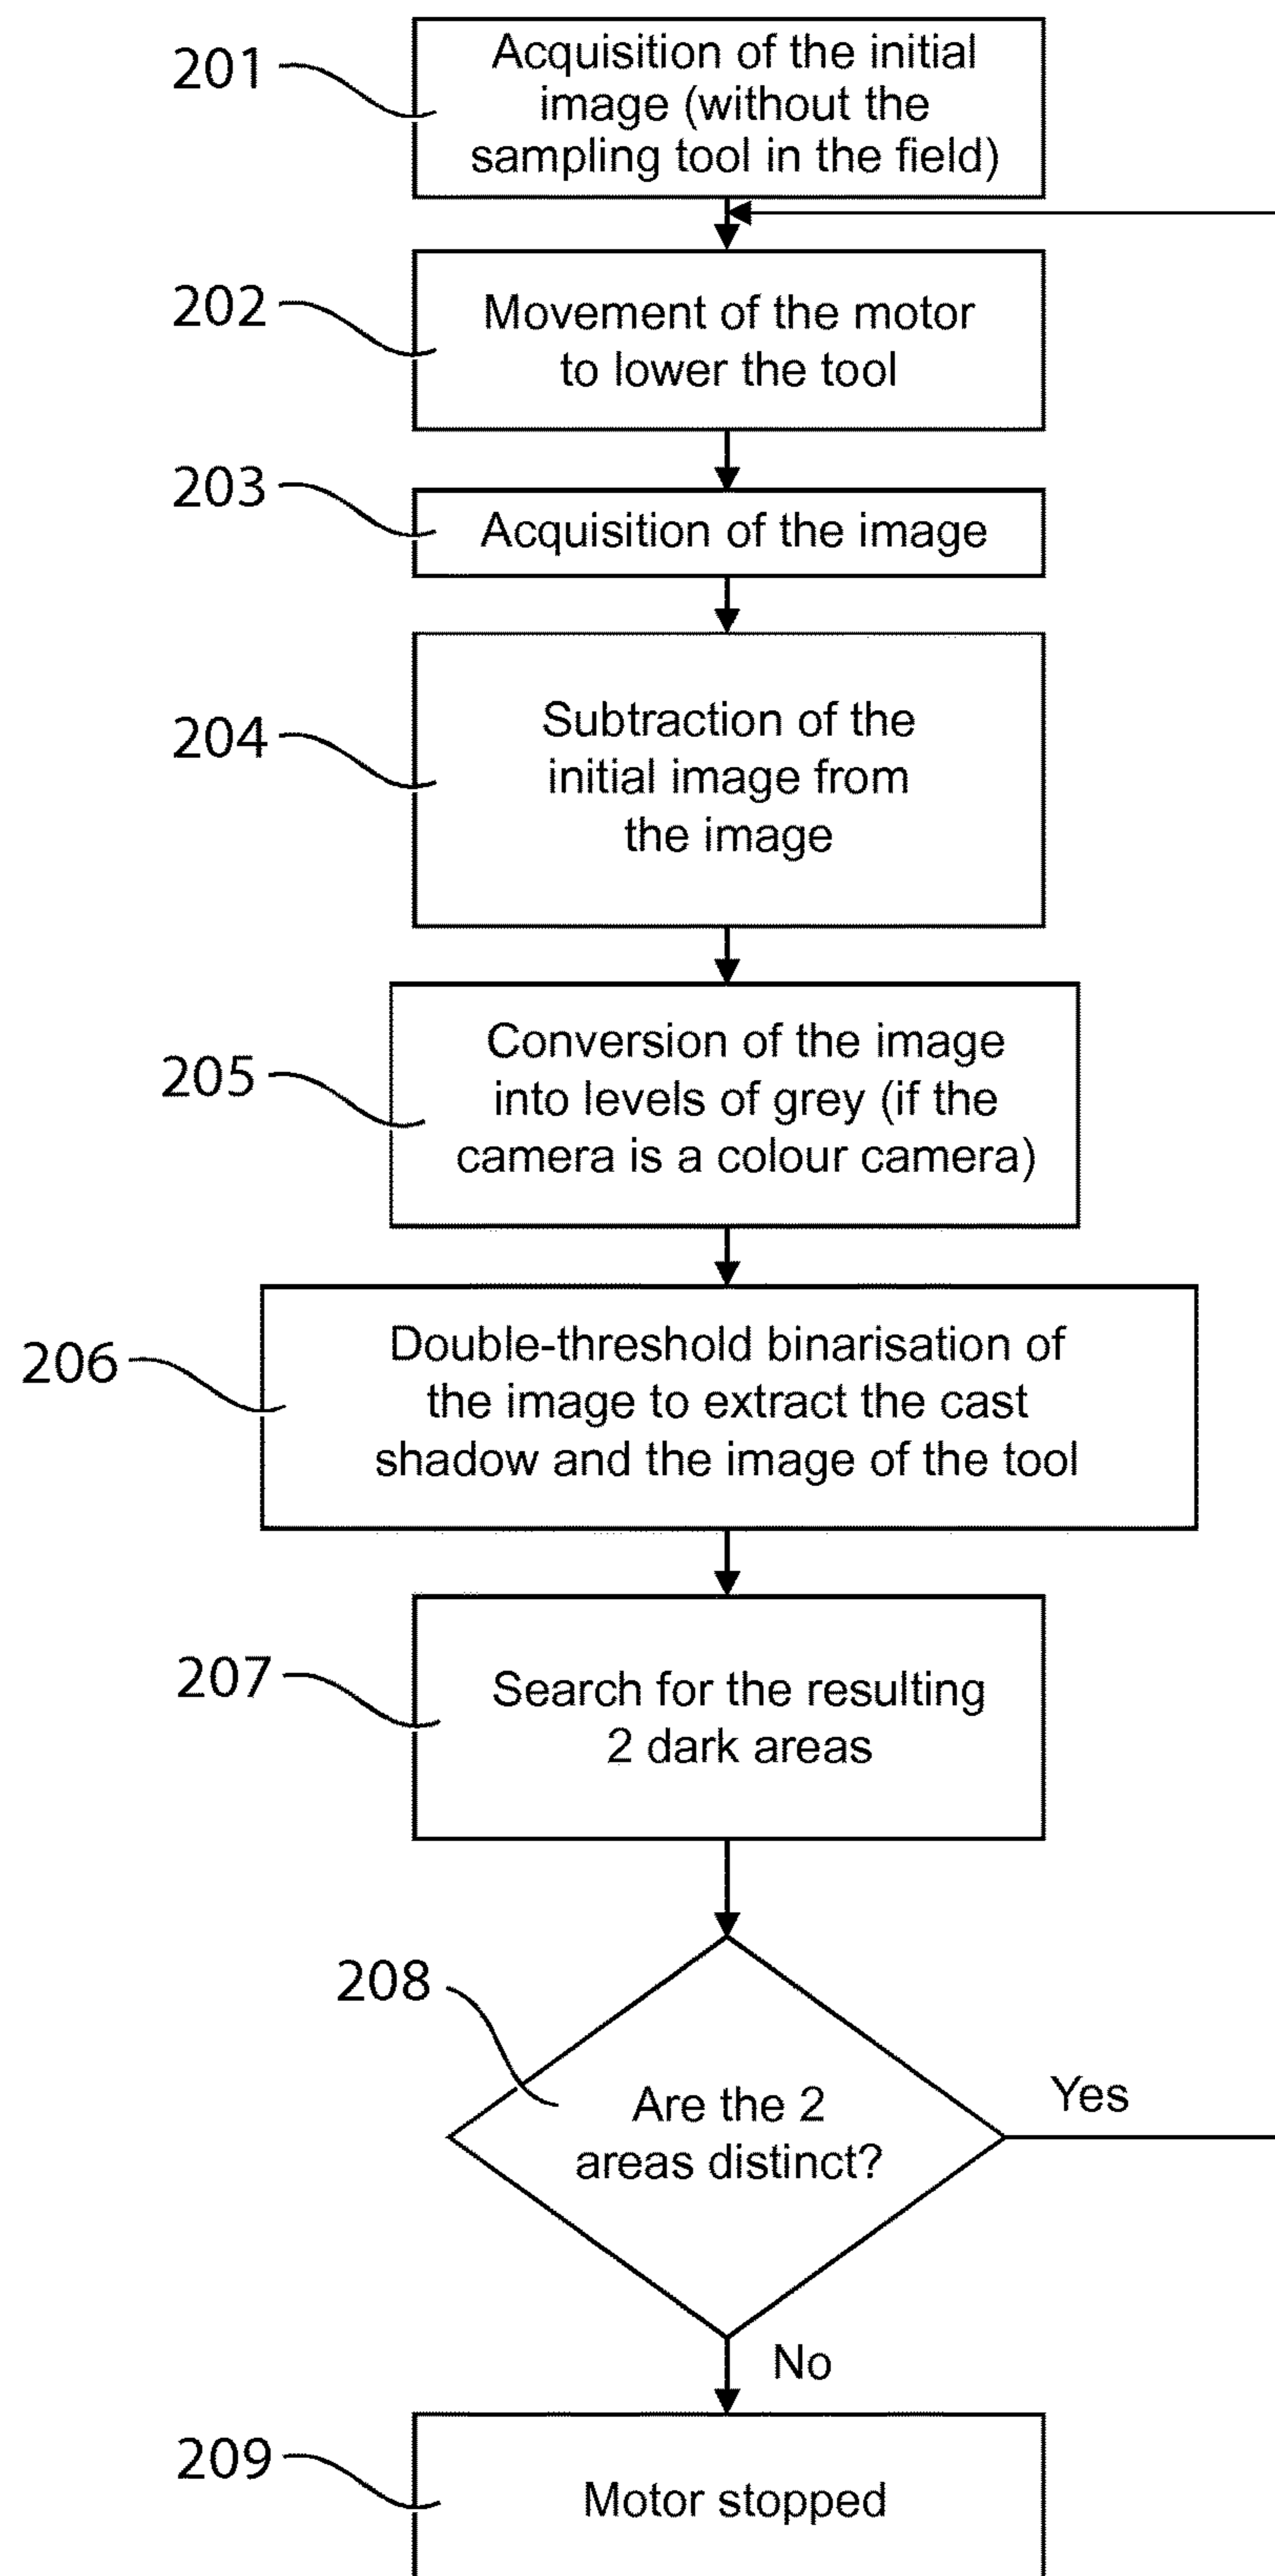 201
Acquisition of the initial
image (without the
sampling tool in the field)
202
Movement of the motor
to lower the tool
203
Acquisition of the image
204
Subtraction of the
initial image from
the image
205
Conversion of the image
into levels of grey (if the
camera is a colour camera)
206
Double-threshold binarisation of
the image to extract the cast
shadow and the image of the tool
207
Search for the resulting
2 dark areas
208
Are the 2
areas distinct?
Yes
No
209
Motor stopped